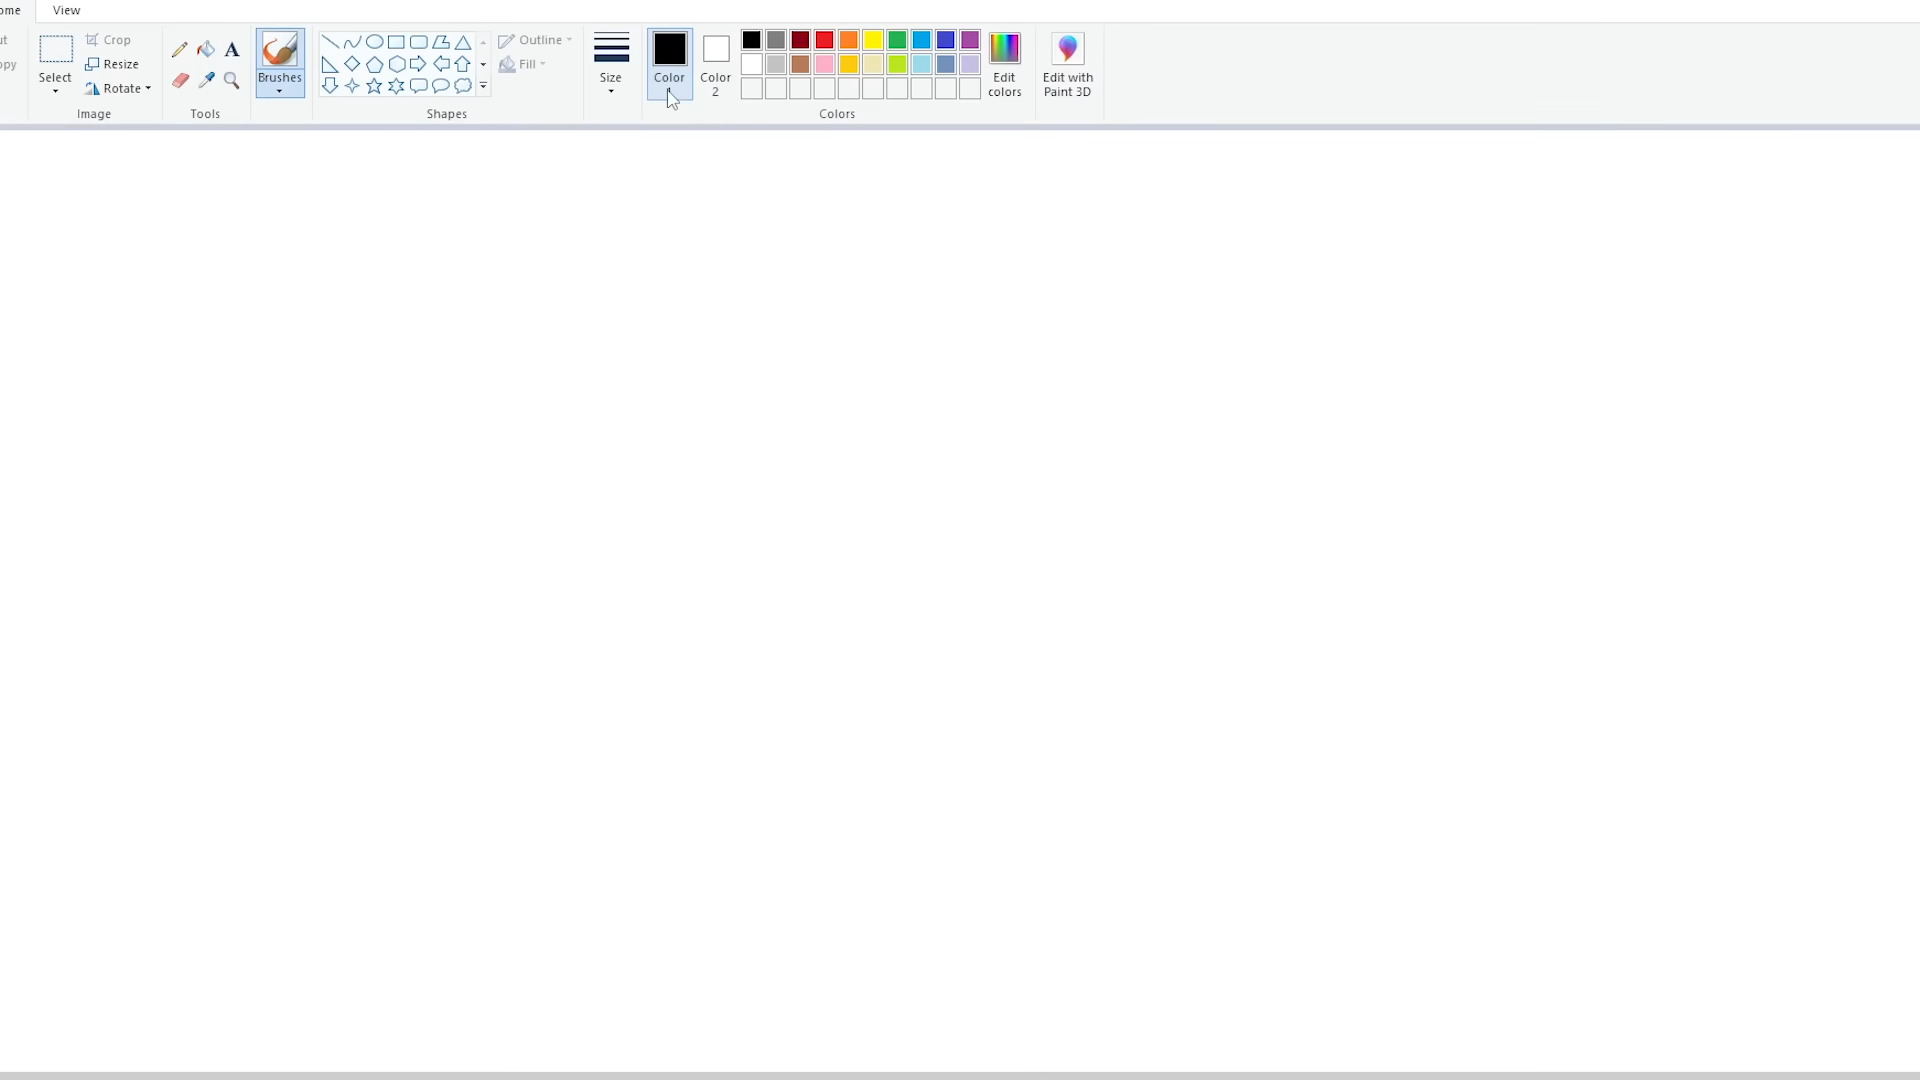 ome View
ut
opy
Select
Crop
Resize
Rotate
Image
A
Tools
Brushes
Shapes
Outline
Fill
Size
Color
Color
2
Colors
Edit
colors
Edit with
Paint 3D